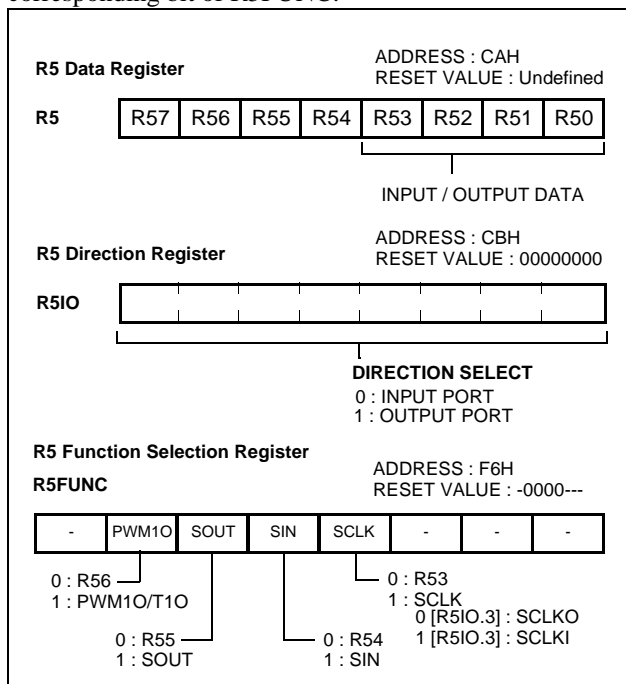 corresponding bit of R5FUNC.
R5 Data Register
ADDRESS : CAH
RESET VALUE : Undefined
R5
R57 R56 R55 R54 R53 R52 R51 R50
INPUT / OUTPUT DATA
R5 Direction Register
ADDRESS : CBH
RESET VALUE : 00000000
R5IO
DIRECTION SELECT
0 : INPUT PORT
1 : OUTPUT PORT
R5 Function Selection Register
R5FUNC
ADDRESS : F6H
RESET VALUE : -0000---
- PWM1O SOUT SIN SCLK - - -
0 : R56
1 : PWM1O/T1O
0 : R53
1 : SCLK
0 [R5IO.3] : SCLKO
1 [R5IO.3] : SCLKI
0 : R55
1 : SOUT
0 : R54
1 : SIN